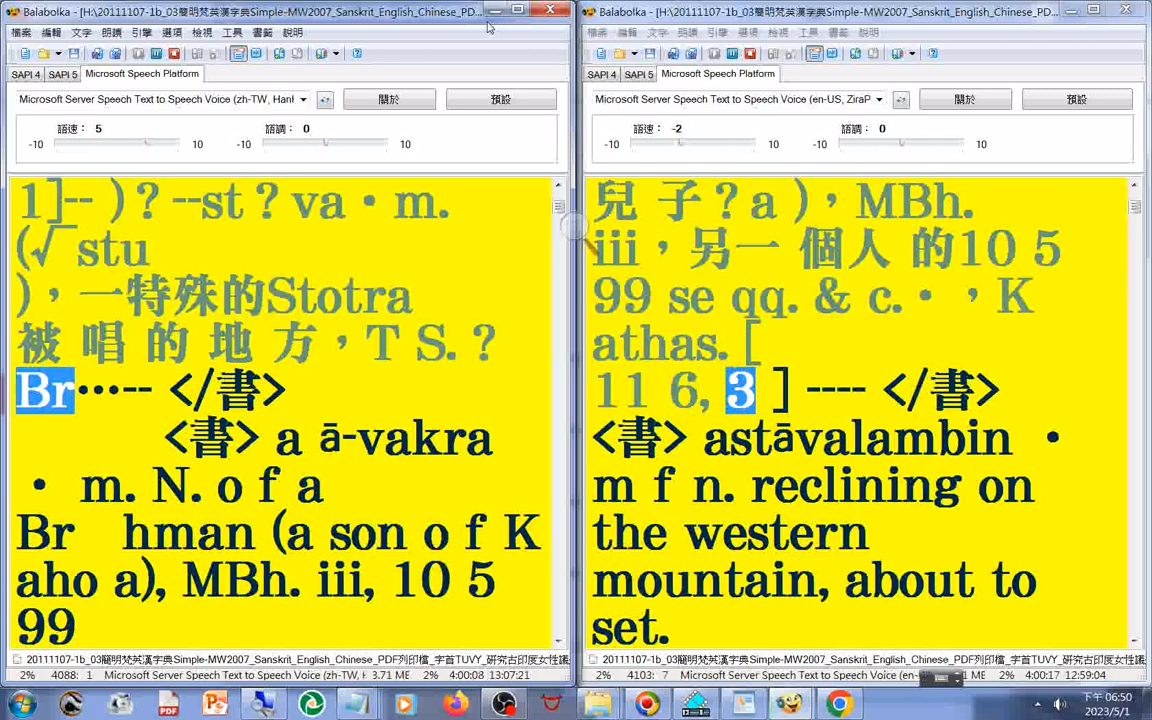 Balabolka - [H:\20111107-1b_03簡明梵英漢字典Simple-MW2007_Sanskrit_English_Chinese_PD...
檔案 編輯 文字 朗讀 引擎 選項 檢視 工具 書籤 說明
SAPI 4 SAPI 5 Microsoft Speech Platform
Microsoft Server Speech Text to Speech Voice (zh-TW, Hanl
關於 預設
語速： 5 語調： 0
-10 10 -10 10
1]-- )？--st？va・m.
(√ stu
)，一特殊的Stotra
被 唱 的 地 方，T S.？
Br…-- </書>
<書> a ā-vakra
・ m. N. o f a
Br hman (a son o f K
aho a), MBh. iii, 10 5
99
20111107-1b_03簡明梵英漢字典Simple-MW2007_Sanskrit_English_Chinese_PDF列印檔_字首TUVY_研究古印度女性議
2% 4088: 1 Microsoft Server Speech Text to Speech Voice (zh-TW, H 3.71 ME 2% 4:00:08 13:07:21
Balabolka - [H:\20111107-1b_03簡明梵英漢字典Simple-MW2007_Sanskrit_English_Chinese_PD...
檔案 編輯 文字 朗讀 引擎 選項 檢視 工具 書籤 說明
SAPI 4 SAPI 5 Microsoft Speech Platform
Microsoft Server Speech Text to Speech Voice (en-US, ZiraP
關於 預設
語速： -2 語調： 0
-10 10 -10 10
兒 子？a )，MBh.
iii，另一 個人 的10 5
99 se qq. & c.・ ，K
athas. [
11 6, 3 ] ---- </書>
<書> astāvalambin ・
m f n. reclining on
the western
mountain, about to
set.
20111107-1b_03簡明梵英漢字典Simple-MW2007_Sanskrit_English_Chinese_PDF列印檔_字首TUVY_研究古印度女性議
2% 4103: 7 Microsoft Server Speech Text to Speech Voice (en-US, Z 1 ME 2% 4:00:17 12:59:04
PDF
下午 06:50
2023/5/1